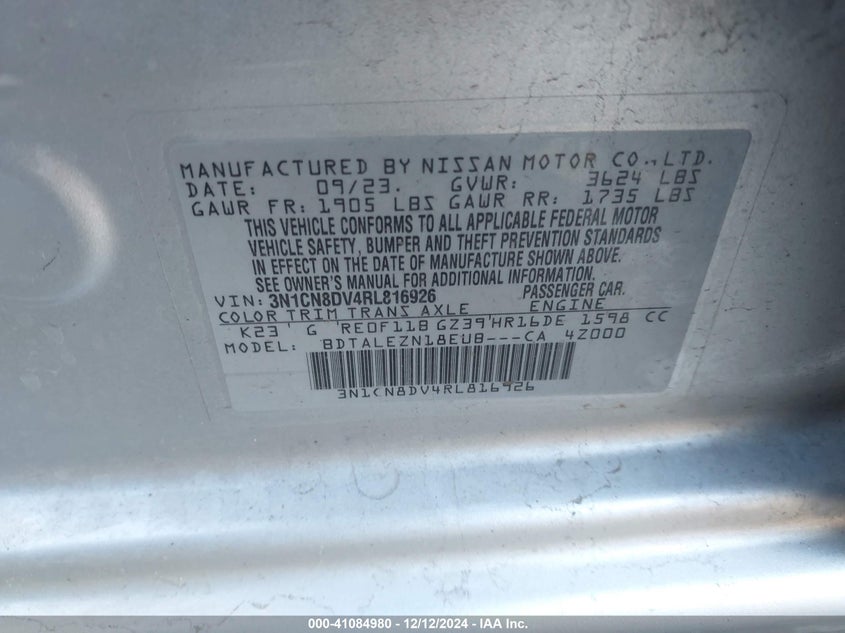 MANUFACTURED BY NISSAN MOTOR CO., LTD.
DATE: 09/23. GVWR: 3624 LBS
GAWR FR: 1905 LBS GAWR RR: 1735 LBS
THIS VEHICLE CONFORMS TO ALL APPLICABLE FEDERAL MOTOR
VEHICLE SAFETY, BUMPER AND THEFT PREVENTION STANDARDS
IN EFFECT ON THE DATE OF MANUFACTURE SHOWN ABOVE.
SEE OWNER'S MANUAL FOR ADDITIONAL INFORMATION.
VIN: 3N1CN8DV4RL816926 PASSENGER CAR.
COLOR TRIM TRANS AXLE ENGINE
K23 ' G 'RE0F11B GZ39'HR16DE 1598 CC
MODEL: BDTALEZN18EUB---CA 4Z000
3N1CN8DV4RL816926
000-41084980 - 12/12/2024 - IAA Inc.